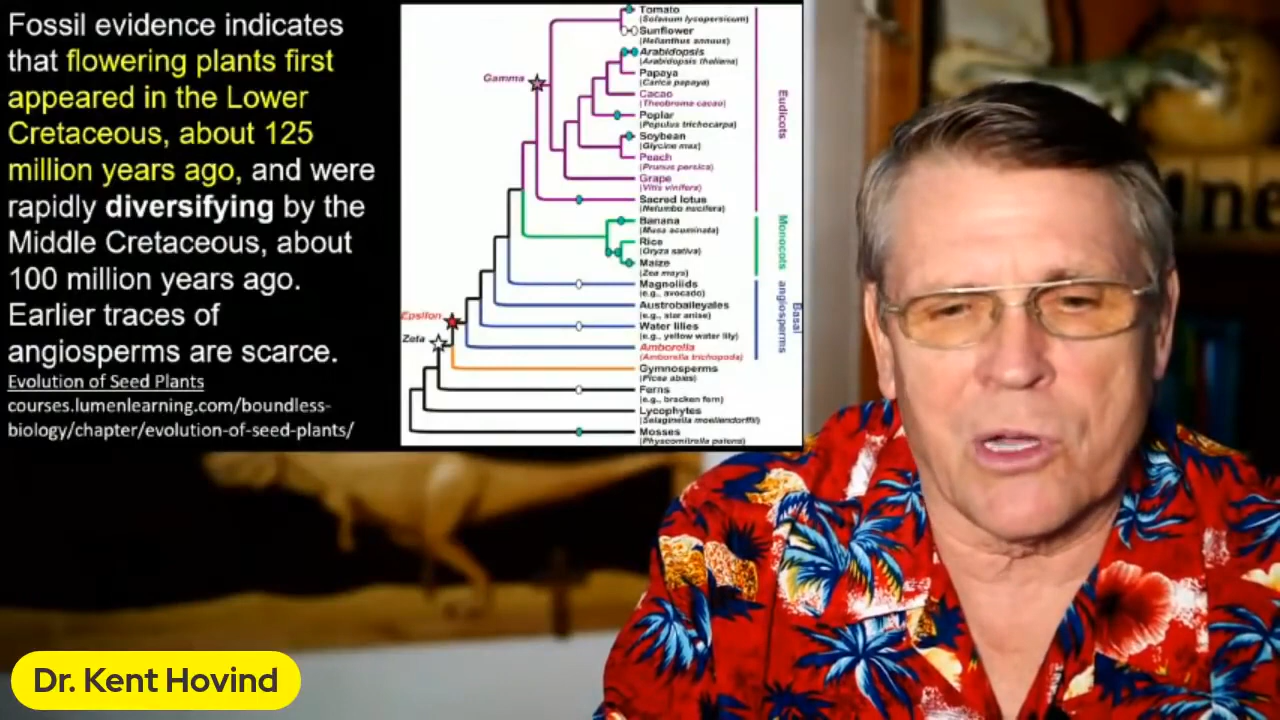 Fossil evidence indicates
that flowering plants first
appeared in the Lower
Cretaceous, about 125
million years ago, and were
rapidly diversifying by the
Middle Cretaceous, about
100 million years ago.
Earlier traces of
angiosperms are scarce.
Evolution of Seed Plants
courses.lumenlearning.com/boundless-
biology/chapter/evolution-of-seed-plants/
Gamma
Epsilon
Zeta
Tomato
(Solanum lycopersicum)
Sunflower
(Helianthus annuus)
Arabidopsis
(Arabidopsis thaliana)
Papaya
(Carica papaya)
Cacao
(Theobroma cacao)
Poplar
(Populus trichocarpa)
Soybean
(Glycine max)
Peach
(Prunus persica)
Grape
(Vitis vinifera)
Sacred lotus
(Nelumbo nucifera)
Banana
(Musa acuminata)
Rice
(Oryza sativa)
Maize
(Zea mays)
Magnoliids
(e.g., avocado)
Austrobaileyales
(e.g., star anise)
Water lilies
(e.g., yellow water lily)
Amborella
(Amborella trichopoda)
Gymnosperms
(Picea abies)
Ferns
(e.g., bracken fern)
Lycophytes
(Selaginella moellendorffii)
Mosses
(Physcomitrella patens)
Eudicots
Monocots
Basal
angiosperms
Dr. Kent Hovind